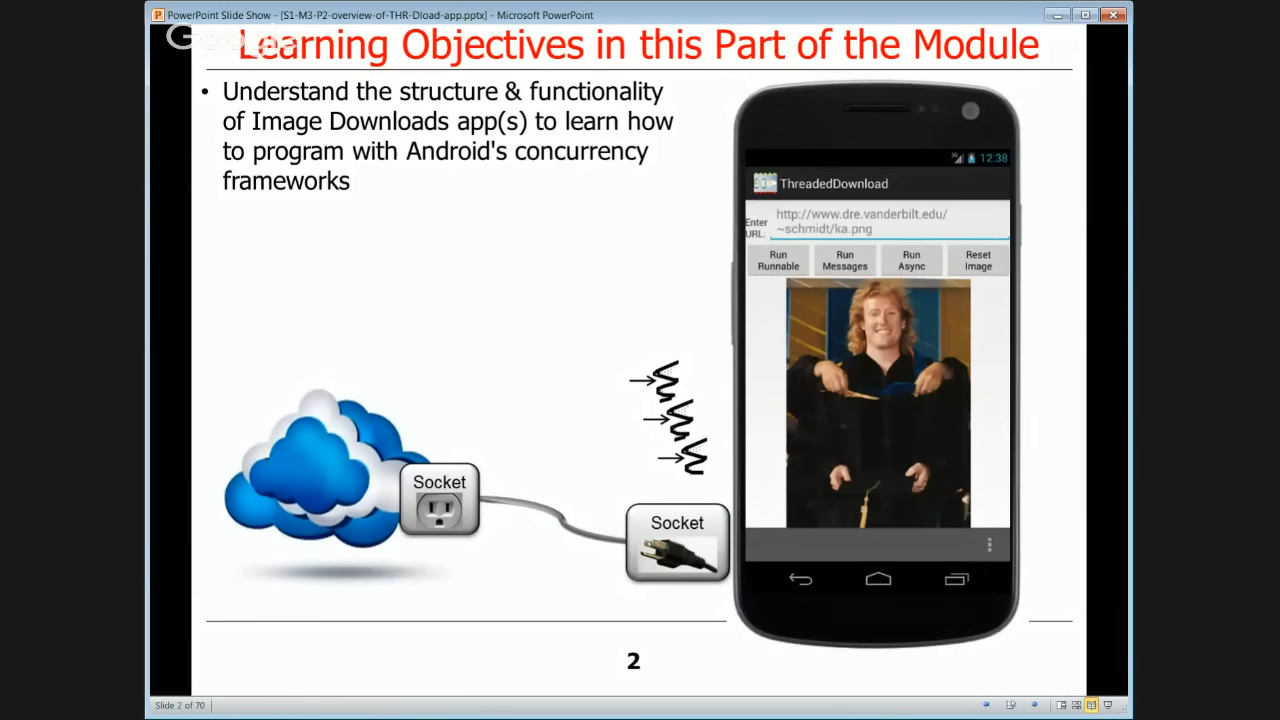 PowerPoint Slide Show - [S1-M3-P2-overview-of-THR-Dload-app.pptx] - Microsoft PowerPoint
Google
Learning Objectives in this Part of the Module
• Understand the structure & functionality
of Image Downloads app(s) to learn how
to program with Android's concurrency
frameworks
3G 12:38
ThreadedDownload
Enter
URL:
http://www.dre.vanderbilt.edu/
~schmidt/ka.png
Run
Runnable
Run
Messages
Run
Async
Reset
Image
Socket
Socket
2
Slide 2 of 70